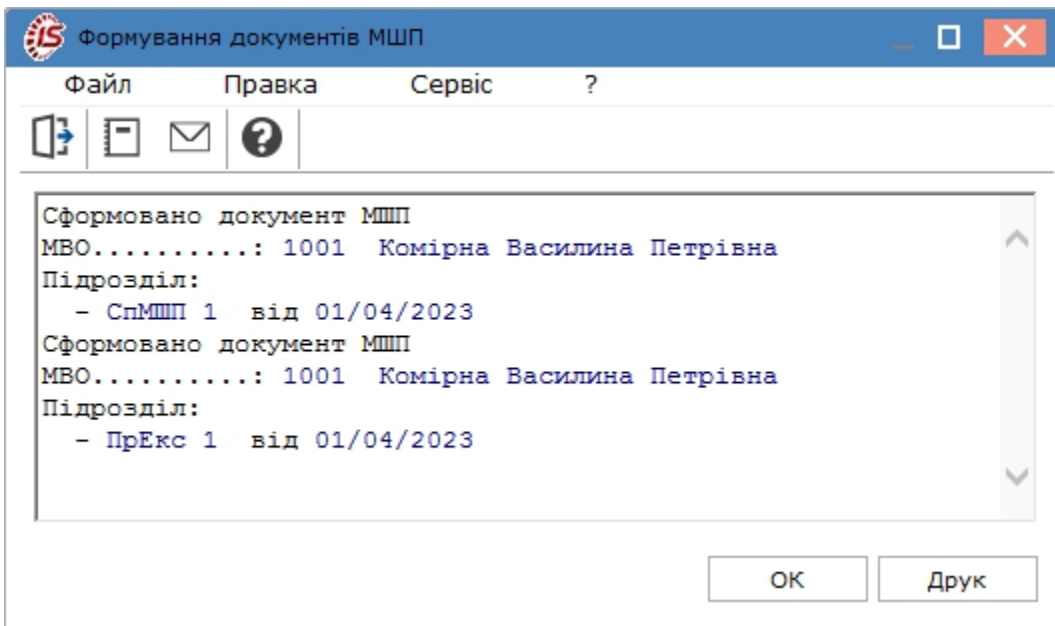 IS Формування документів МШП
Файл Правка Сервіс ?
Сформовано документ МШП
МВО..........: 1001 Комірна Василина Петрівна
Підрозділ:
- СпМШП 1 від 01/04/2023
Сформовано документ МШП
МВО..........: 1001 Комірна Василина Петрівна
Підрозділ:
- ПрЕкс 1 від 01/04/2023
ОК Друк